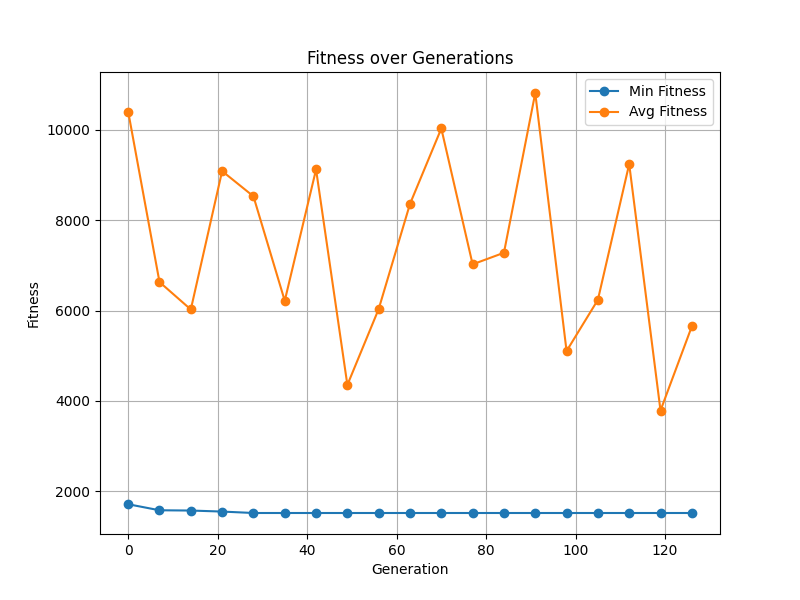 Fitness over Generations
Min Fitness
Avg Fitness
10000
8000
6000
4000
2000
Fitness
0 20 40 60 80 100 120
Generation